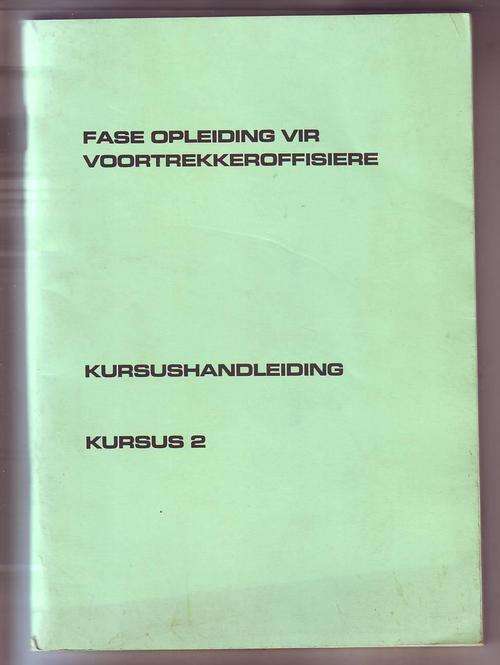 FASE OPLEIDING VIR
VOORTREKKEROFFISIERE
KURSUSHANDLEIDING
KURSUS 2